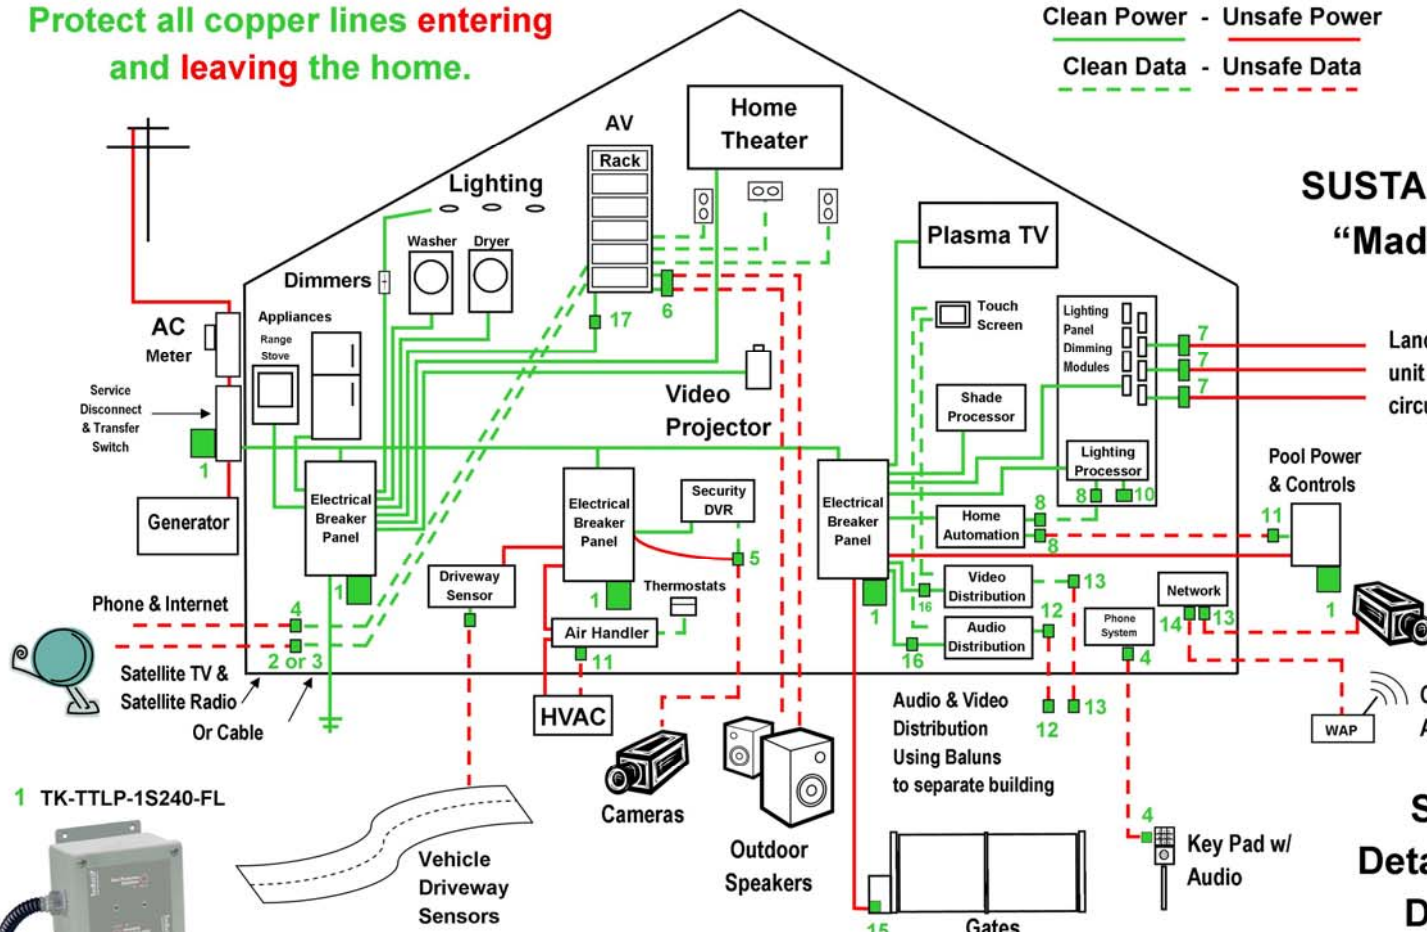 Protect all copper lines entering
and leaving the home.
Clean Power - Unsafe Power
Clean Data - Unsafe Data
SUSTA
“Mad
Home
Theater
AV
Rack
Lighting
Washer Dryer
Dimmers
Plasma TV
17
6
Touch
Screen
Lighting
Panel
Dimming
Modules
7
7
7
Land
unit
circu
AC
Meter
Appliances
Range
Stove
Service
Disconnect
& Transfer
Switch
1
Video
Projector
Shade
Processor
Lighting
Processor
8
10
Pool Power
& Controls
11
1
Generator
Electrical
Breaker
Panel
1
Electrical
Breaker
Panel
1
Security
DVR
5
Electrical
Breaker
Panel
1
Home
Automation
8
8
Driveway
Sensor
Thermostats
Air Handler
11
HVAC
Video
Distribution
16
13
Audio
Distribution
16
12
Phone
System
4
Network
14
13
Phone & Internet
4
2 or 3
Satellite TV &
Satellite Radio
Or Cable
Audio & Video
Distribution
Using Baluns
to separate building
12
13
WAP
1 TK-TTLP-1S240-FL
Cameras
Outdoor
Speakers
Vehicle
Driveway
Sensors
4
Key Pad w/
Audio
15
Gates
S
Deta
D